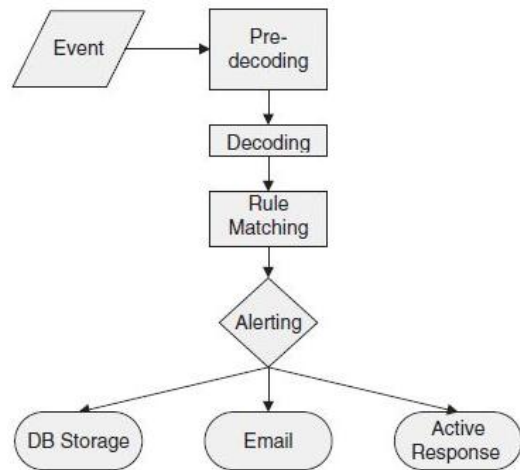 Event
Pre-
decoding
Decoding
Rule
Matching
Alerting
DB Storage
Email
Active
Response